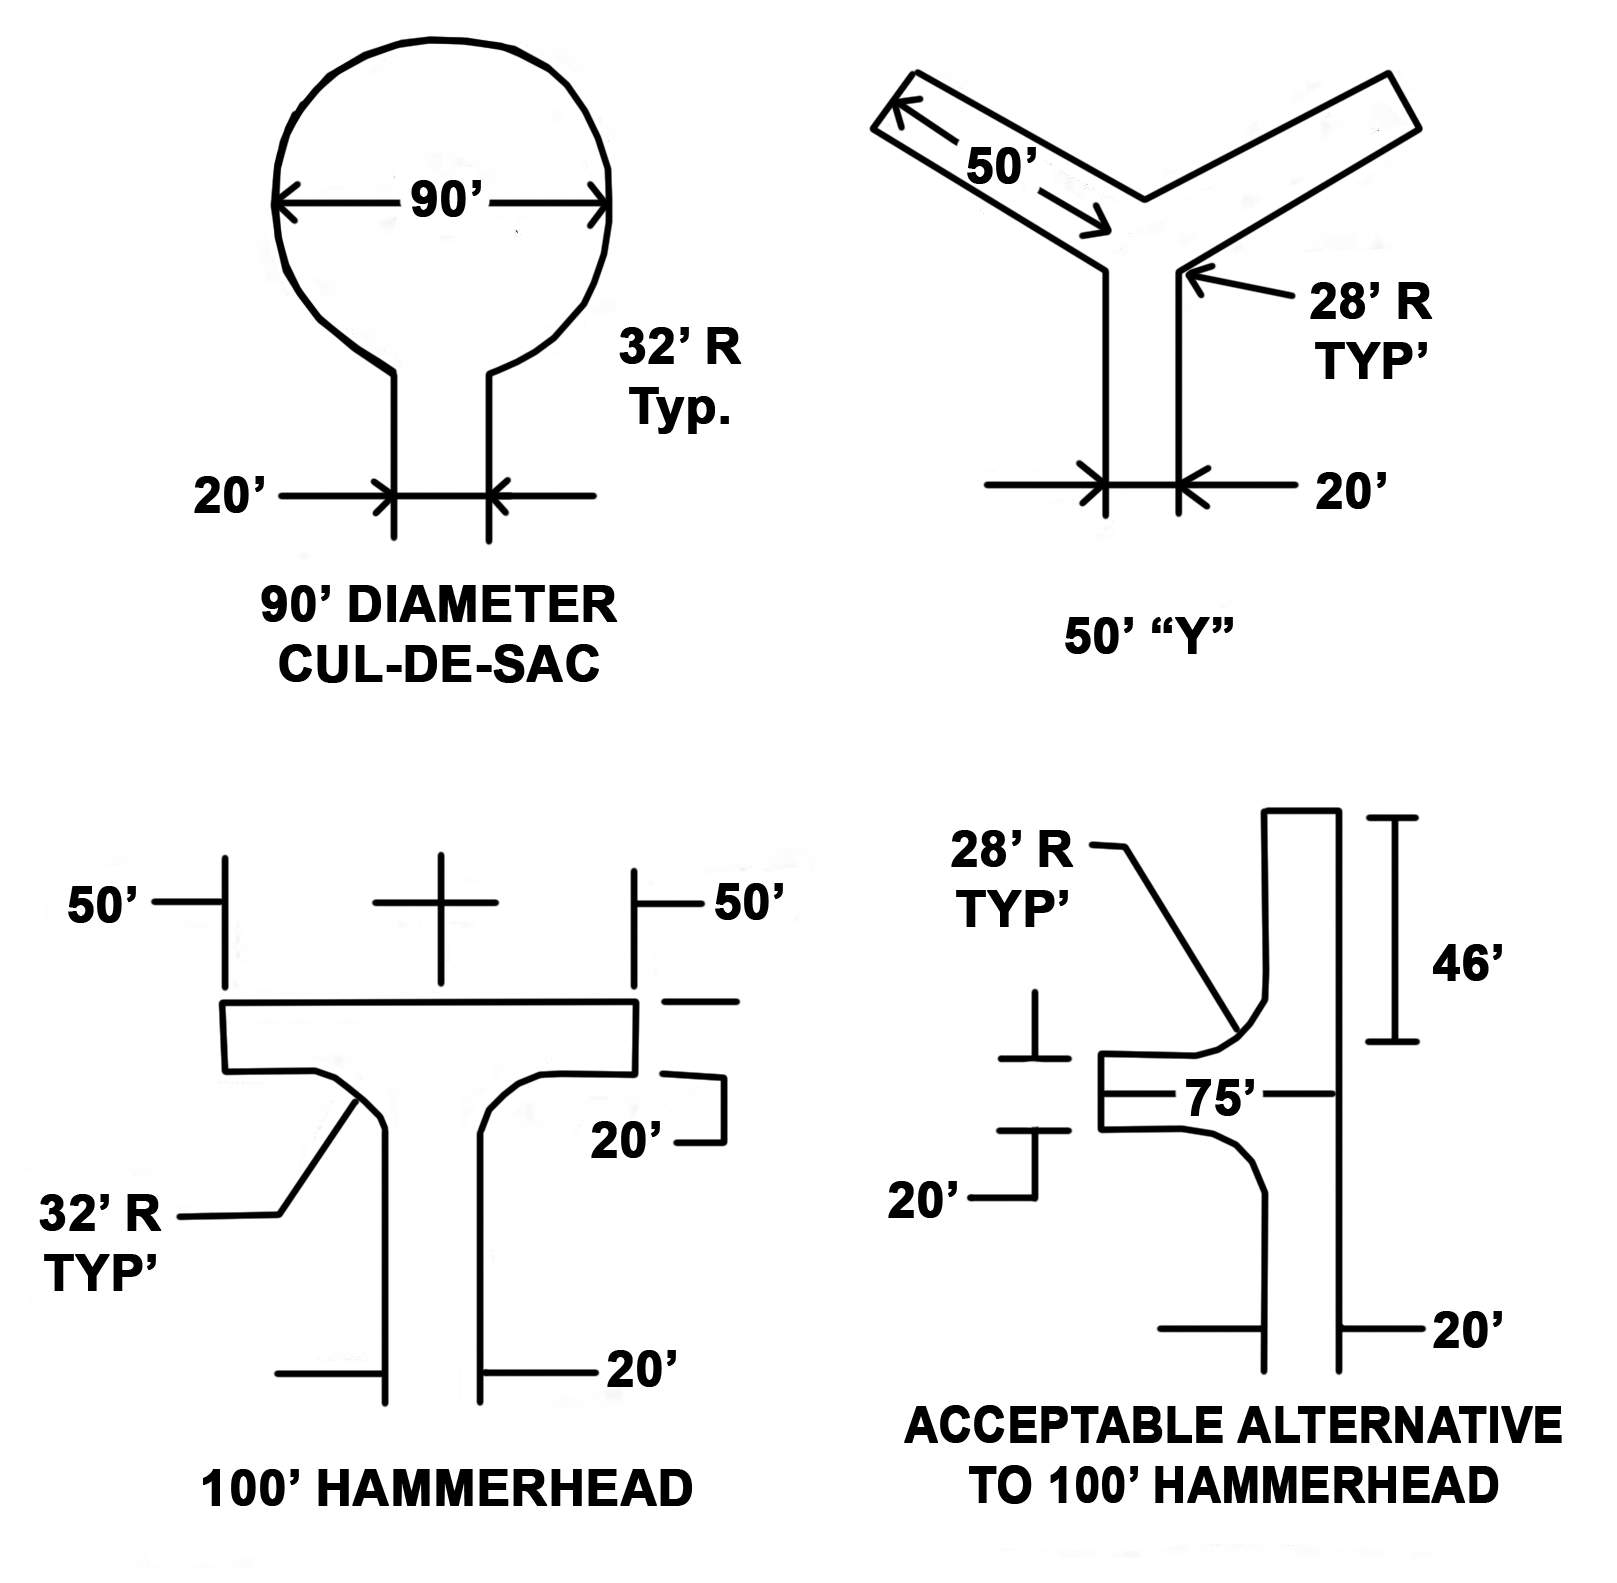 90’
32’ R
Typ.
20’
90’ DIAMETER
CUL-DE-SAC
50’
28’ R
TYP’
20’
50’ “Y”
50’
50’
20’
32’ R
TYP’
20’
100’ HAMMERHEAD
28’ R
TYP’
46’
75’
20’
20’
ACCEPTABLE ALTERNATIVE
TO 100’ HAMMERHEAD